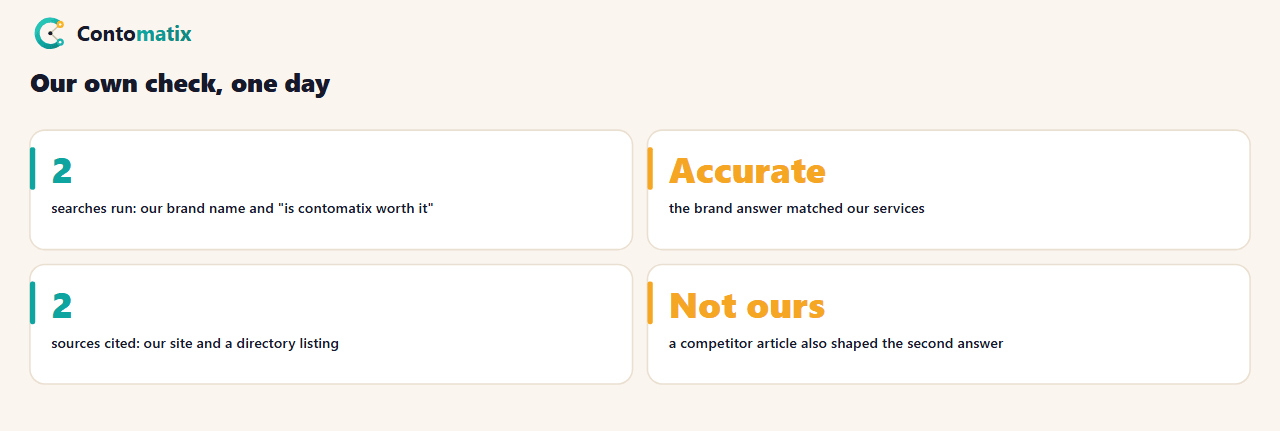 Contomatix
Our own check, one day
2
searches run: our brand name and "is contomatix worth it"
Accurate
the brand answer matched our services
2
sources cited: our site and a directory listing
Not ours
a competitor article also shaped the second answer